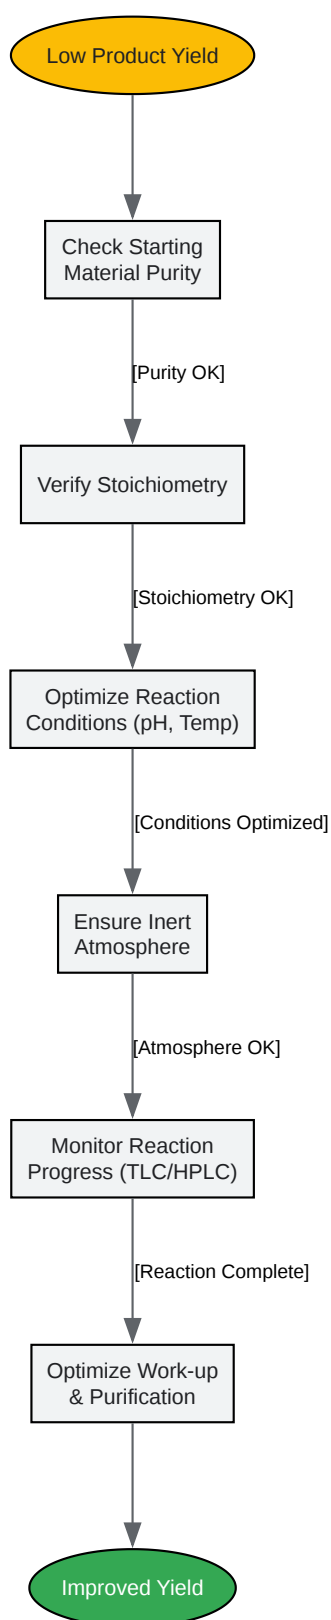 Low Product Yield
Check Starting
Material Purity
[Purity OK]
Verify Stoichiometry
[Stoichiometry OK]
Optimize Reaction
Conditions (pH, Temp)
[Conditions Optimized]
Ensure Inert
Atmosphere
[Atmosphere OK]
Monitor Reaction
Progress (TLC/HPLC)
[Reaction Complete]
Optimize Work-up
& Purification
Improved Yield